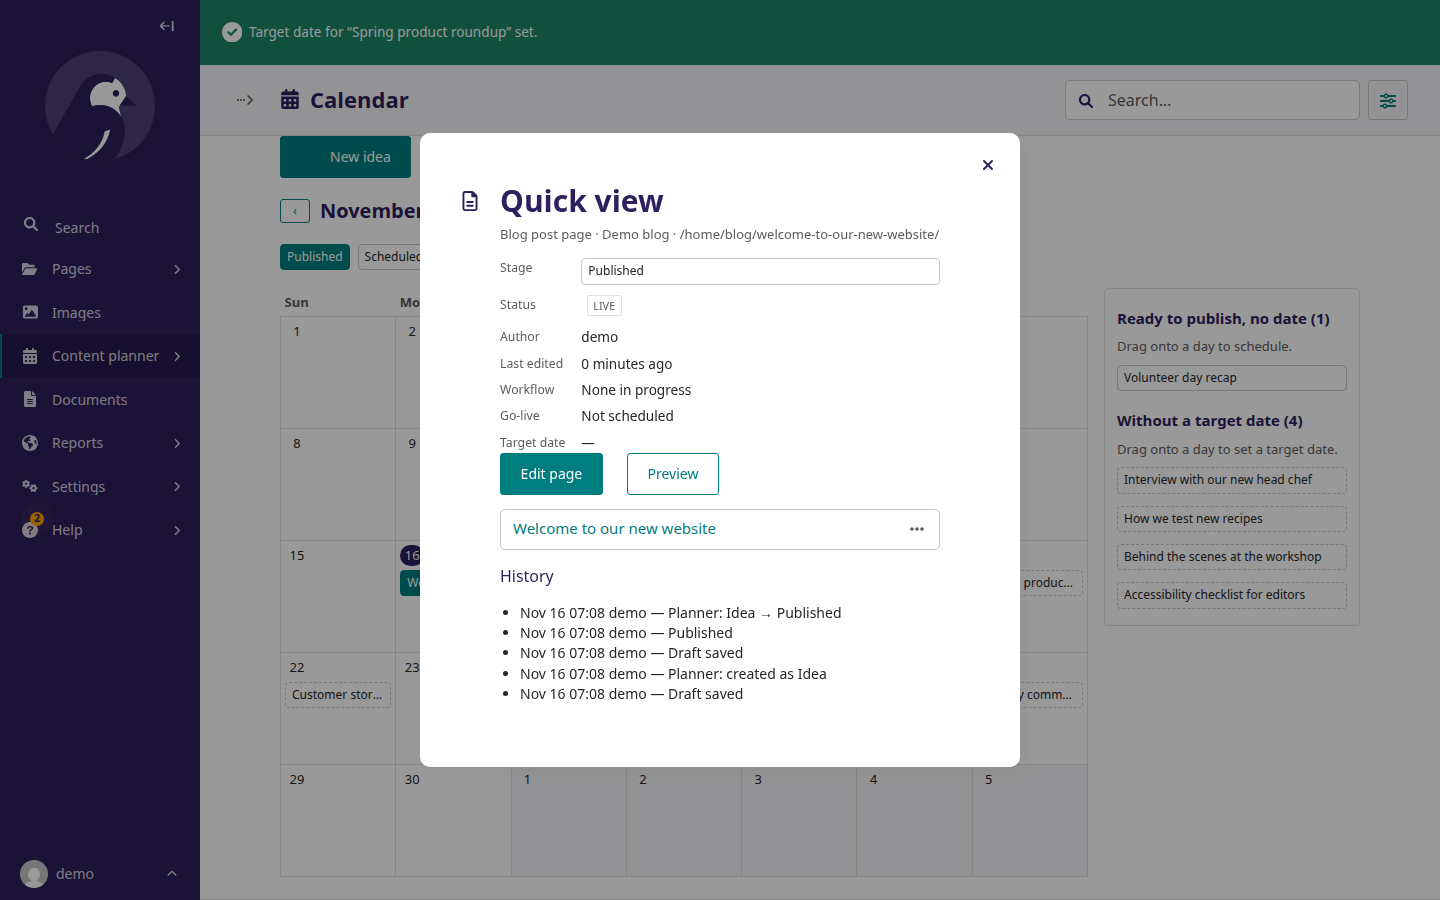 Target date for “Spring product roundup” set.
Calendar
Search…
Search
Pages
Images
Content planner
Documents
Reports
Settings
2
Help
demo
New idea
November
Published
Scheduled
Sun
1
2
8
9
15
16
22
23
Customer stor...
29
30
1
2
3
4
5
produc...
comm...
Quick view
Blog post page · Demo blog · /home/blog/welcome-to-our-new-website/
Stage
Published
Status
LIVE
Author
demo
Last edited
0 minutes ago
Workflow
None in progress
Go-live
Not scheduled
Target date
—
Edit page
Preview
Welcome to our new website
History
Nov 16 07:08 demo — Planner: Idea → Published
Nov 16 07:08 demo — Published
Nov 16 07:08 demo — Draft saved
Nov 16 07:08 demo — Planner: created as Idea
Nov 16 07:08 demo — Draft saved
Ready to publish, no date (1)
Drag onto a day to schedule.
Volunteer day recap
Without a target date (4)
Drag onto a day to set a target date.
Interview with our new head chef
How we test new recipes
Behind the scenes at the workshop
Accessibility checklist for editors